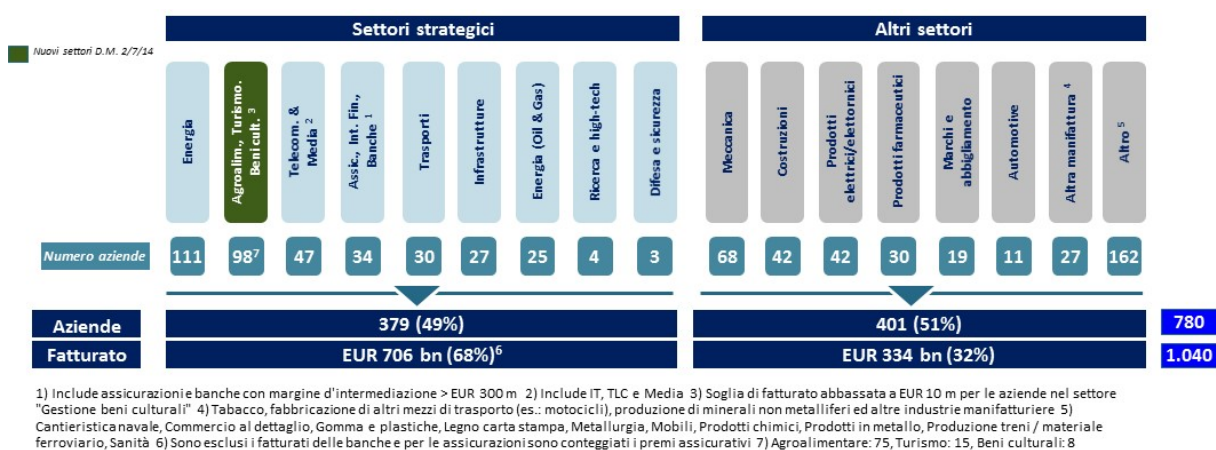 Settori strategici
Altri settori
Nuovi settori D.M. 2/7/14
Energia
Agroalim., Turismo.
Beni cult. 3
Telecom. &
Media 2
Assic., Int. Fin.,
Banche 1
Trasporti
Infrastrutture
Energia (Oil & Gas)
Ricerca e high-tech
Difesa e sicurezza
Meccanica
Costruzioni
Prodotti
elettrici/elettornici
Prodotti farmaceutici
Marchi e
abbigliamento
Automotive
Altra manifattura 4
Altro 5
Numero aziende
111
98 7
47
34
30
27
25
4
3
68
42
42
30
19
11
27
162
Aziende
379 (49%)
401 (51%)
780
Fatturato
EUR 706 bn (68%) 6
EUR 334 bn (32%)
1.040
1) Include assicurazioni e banche con margine d'intermediazione > EUR 300 m 2) Include IT, TLC e Media 3) Soglia di fatturato abbassata a EUR 10 m per le aziende nel settore
"Gestione beni culturali" 4) Tabacco, fabbricazione di altri mezzi di trasporto (es.: motocicli), produzione di minerali non metalliferi ed altre industrie manifatturiere 5)
Cantieristica navale, Commercio al dettaglio, Gomma e plastiche, Legno carta stampa, Metallurgia, Mobili, Prodotti chimici, Prodotti in metallo, Produzione treni / materiale
ferroviario, Sanità 6) Sono esclusi i fatturati delle banche e per le assicurazioni sono conteggiati i premi assicurativi 7) Agroalimentare: 75, Turismo: 15, Beni culturali: 8